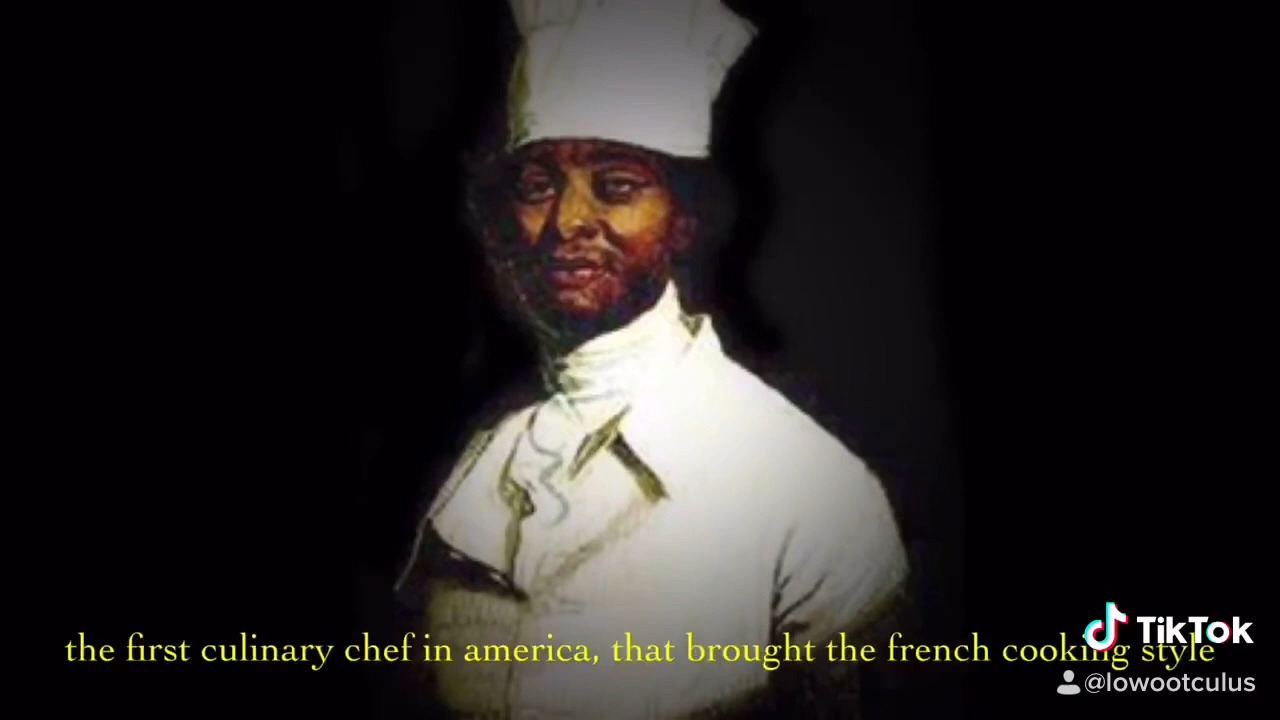 the first culinary chef in america, that brought the french cooking style
TikTok
@lowootculus